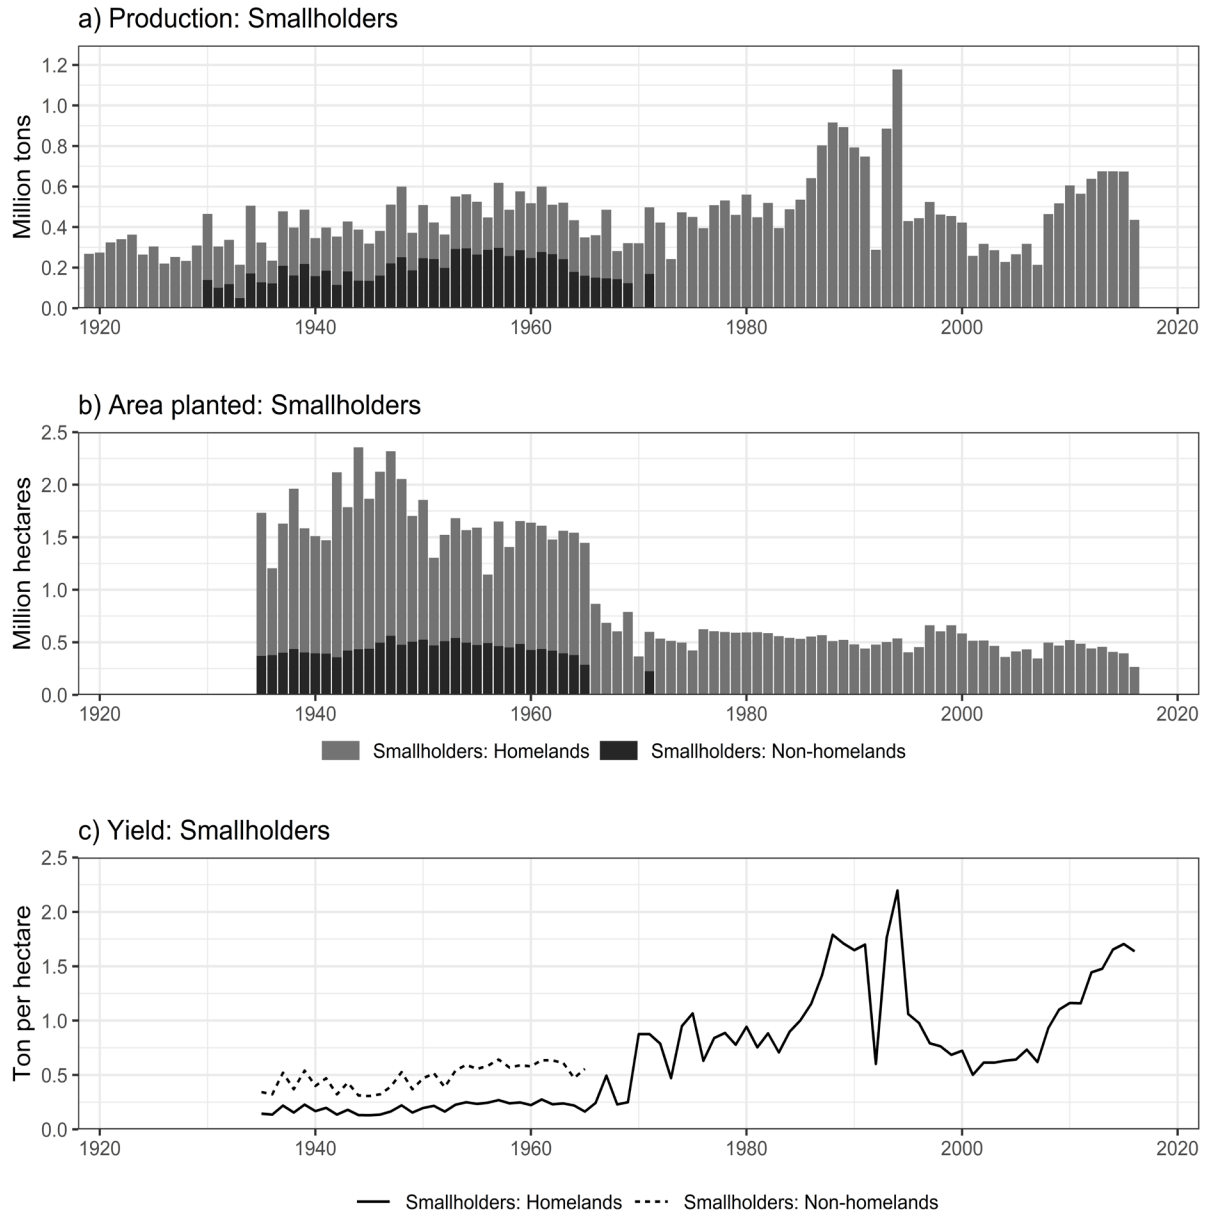 a) Production: Smallholders
Million tons
1.2
1.0
0.8
0.6
0.4
0.2
0.0
1920 1940 1960 1980 2000 2020
b) Area planted: Smallholders
Million hectares
2.5
2.0
1.5
1.0
0.5
0.0
1920 1940 1960 1980 2000 2020
Smallholders: Homelands Smallholders: Non-homelands
c) Yield: Smallholders
Ton per hectare
2.5
2.0
1.5
1.0
0.5
0.0
1920 1940 1960 1980 2000 2020
Smallholders: Homelands Smallholders: Non-homelands